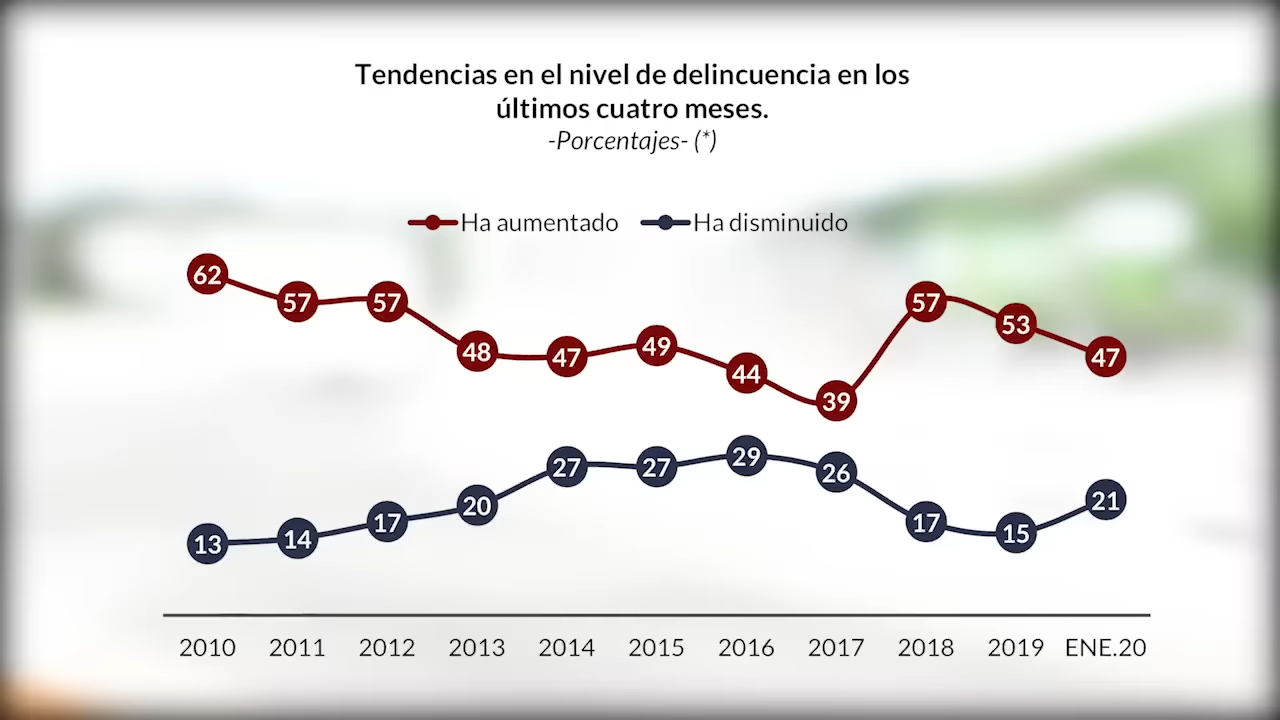 Tendencias en el nivel de delincuencia en los
últimos cuatro meses.
-Porcentajes- (*)
Ha aumentado Ha disminuido
62 57 57 48 47 49 44 39 57 53 47
13 14 17 20 27 27 29 26 17 15 21
2010 2011 2012 2013 2014 2015 2016 2017 2018 2019 ENE.20